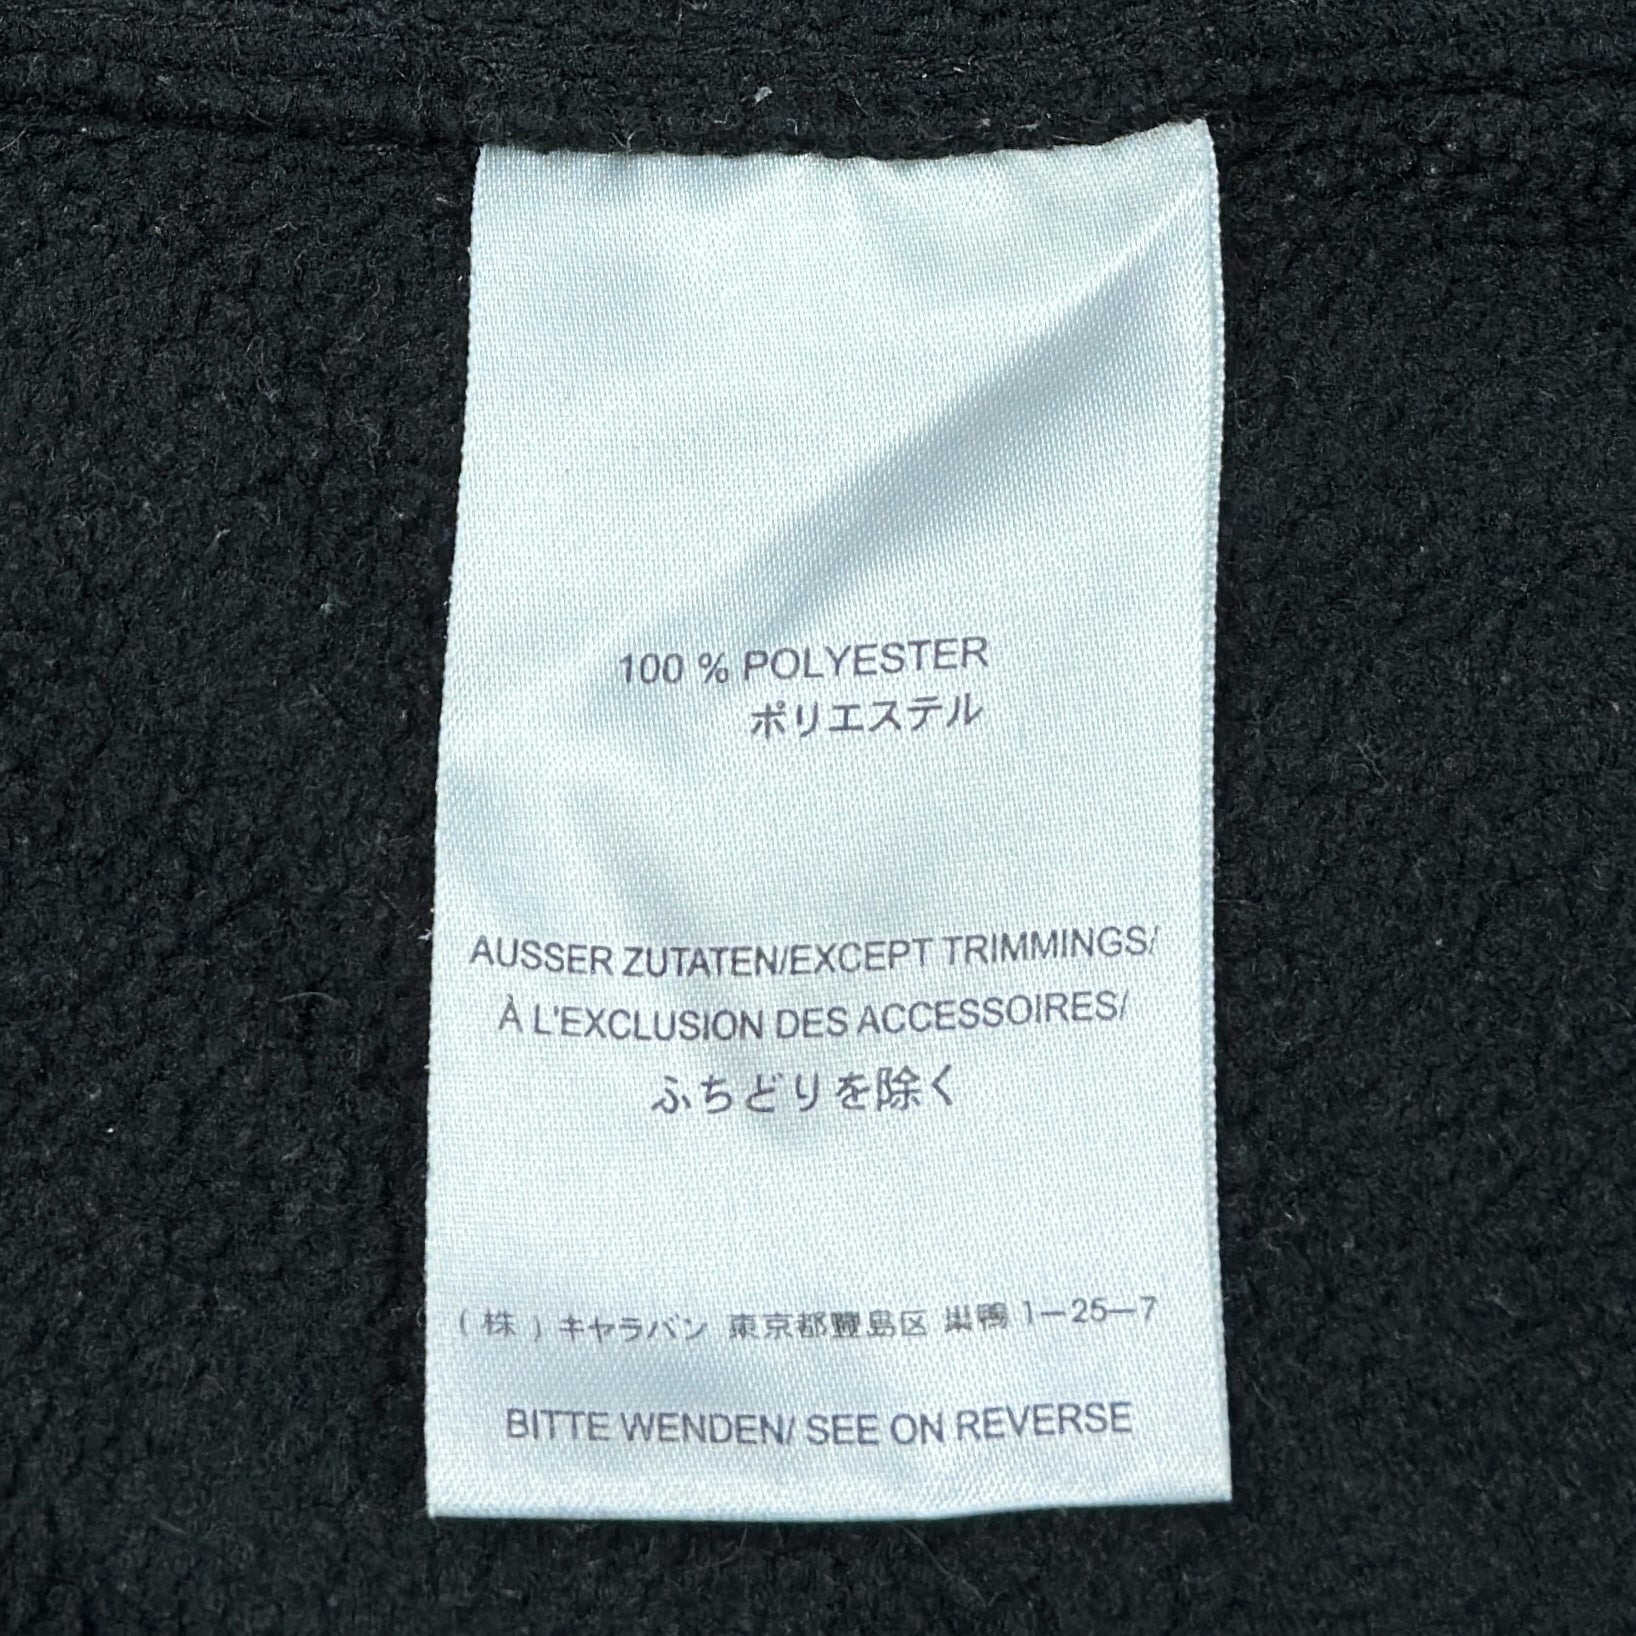 100 % POLYESTER
ポリエステル
AUSSER ZUTATEN/EXCEPT TRIMMINGS/
À L'EXCLUSION DES ACCESSOIRES/
ふちどりを除く
(株)キャラバン 東京都豐島区 巣鴨 1-25-7
BITTE WENDEN/ SEE ON REVERSE